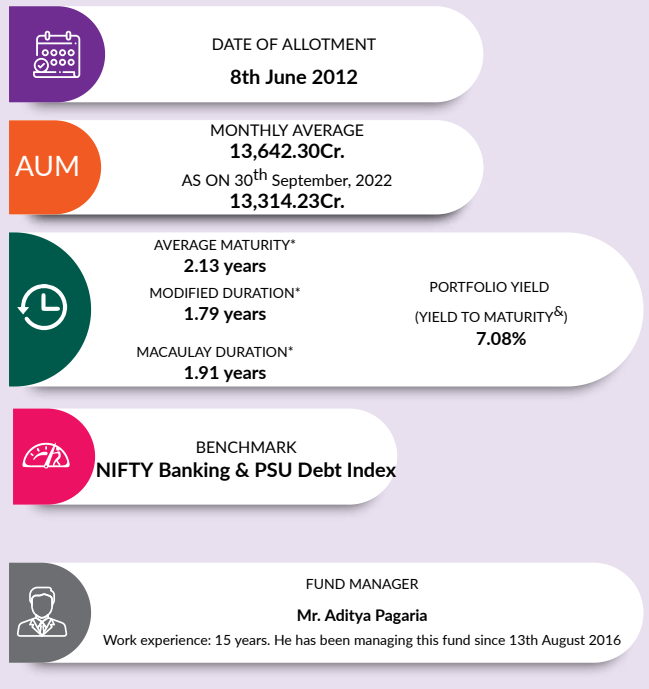 DATE OF ALLOTMENT
8th June 2012
AUM
MONTHLY AVERAGE
13,642.30Cr.
AS ON 30th September, 2022
13,314.23Cr.
AVERAGE MATURITY*
2.13 years
MODIFIED DURATION*
1.79 years
MACAULAY DURATION*
1.91 years
PORTFOLIO YIELD
(YIELD TO MATURITY&)
7.08%
BENCHMARK
NIFTY Banking & PSU Debt Index
FUND MANAGER
Mr. Aditya Pagaria
Work experience: 15 years. He has been managing this fund since 13th August 2016